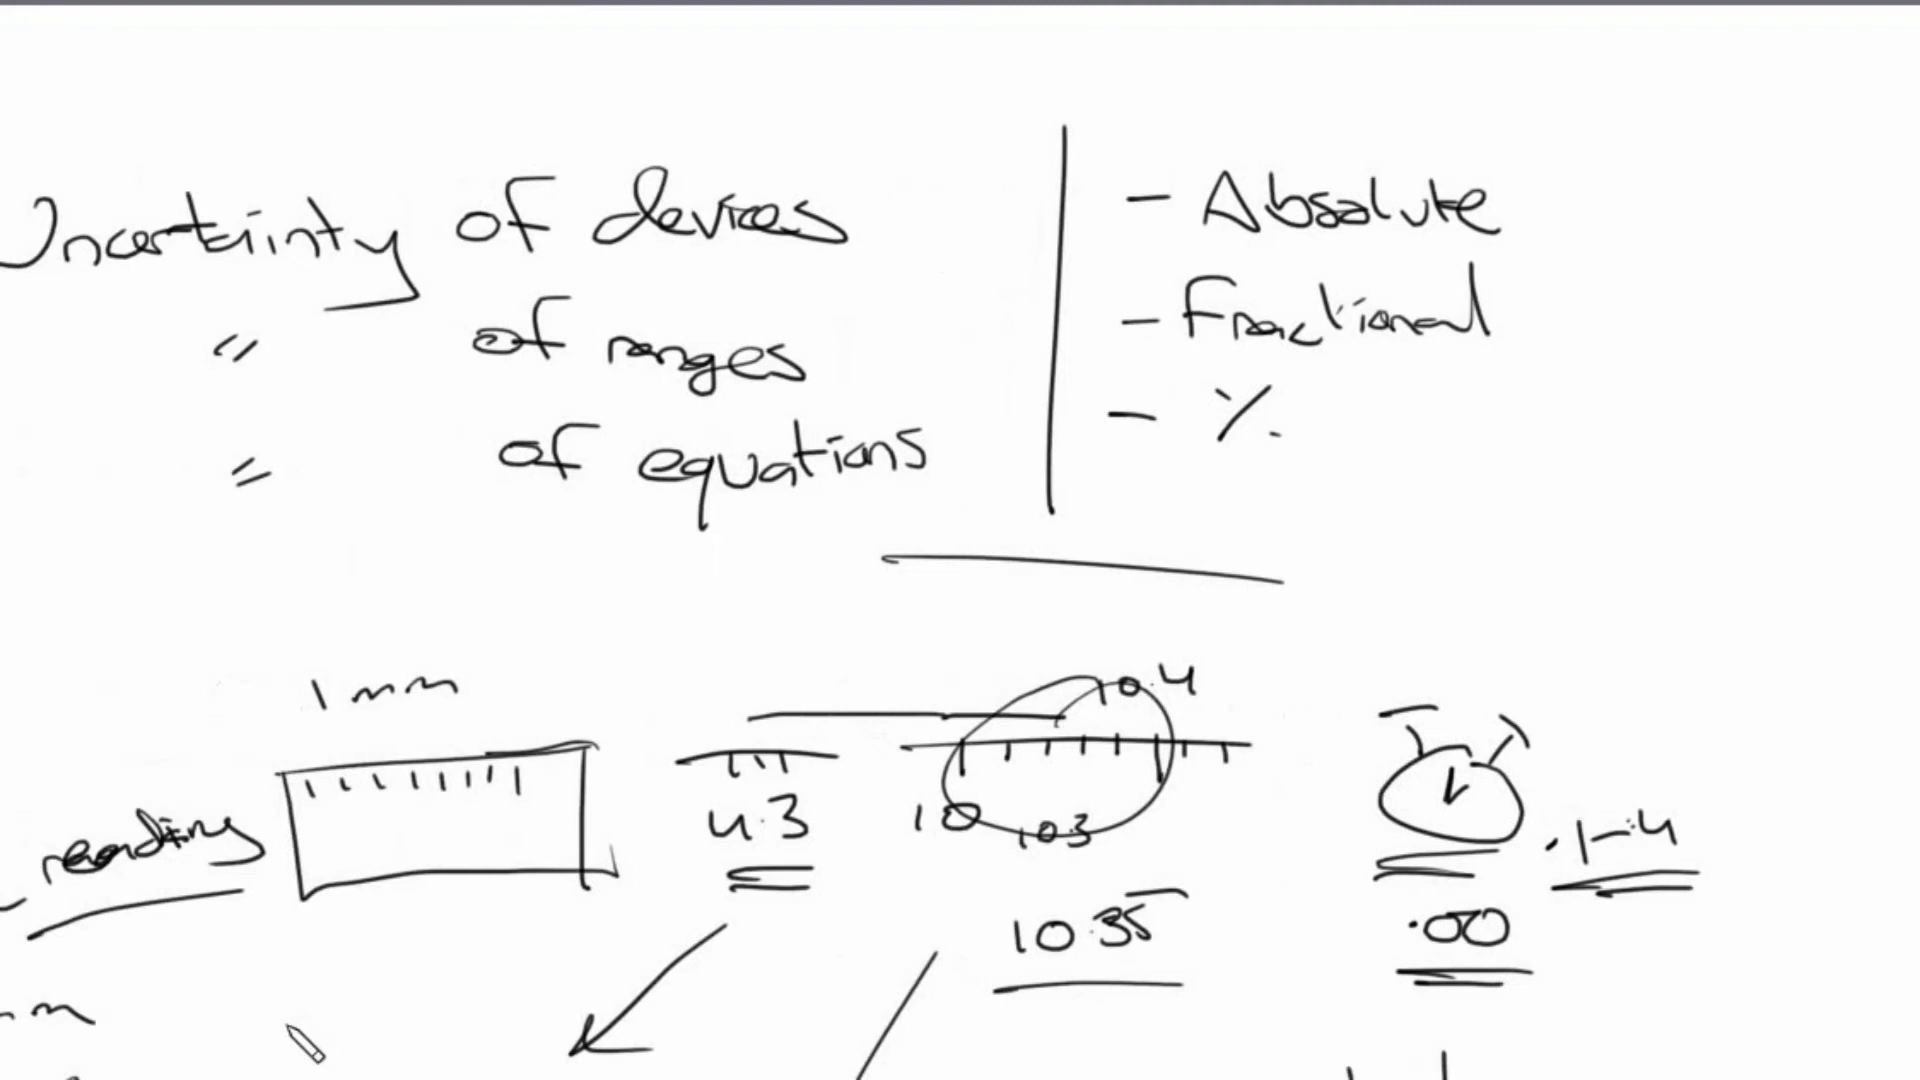 Uncertainty of devices
" of ranges
" of equations
- Absolute
- Fractional
- %
1 mm
reading
4.3
10.4
10 10.3
10.35
.1-.4
.00